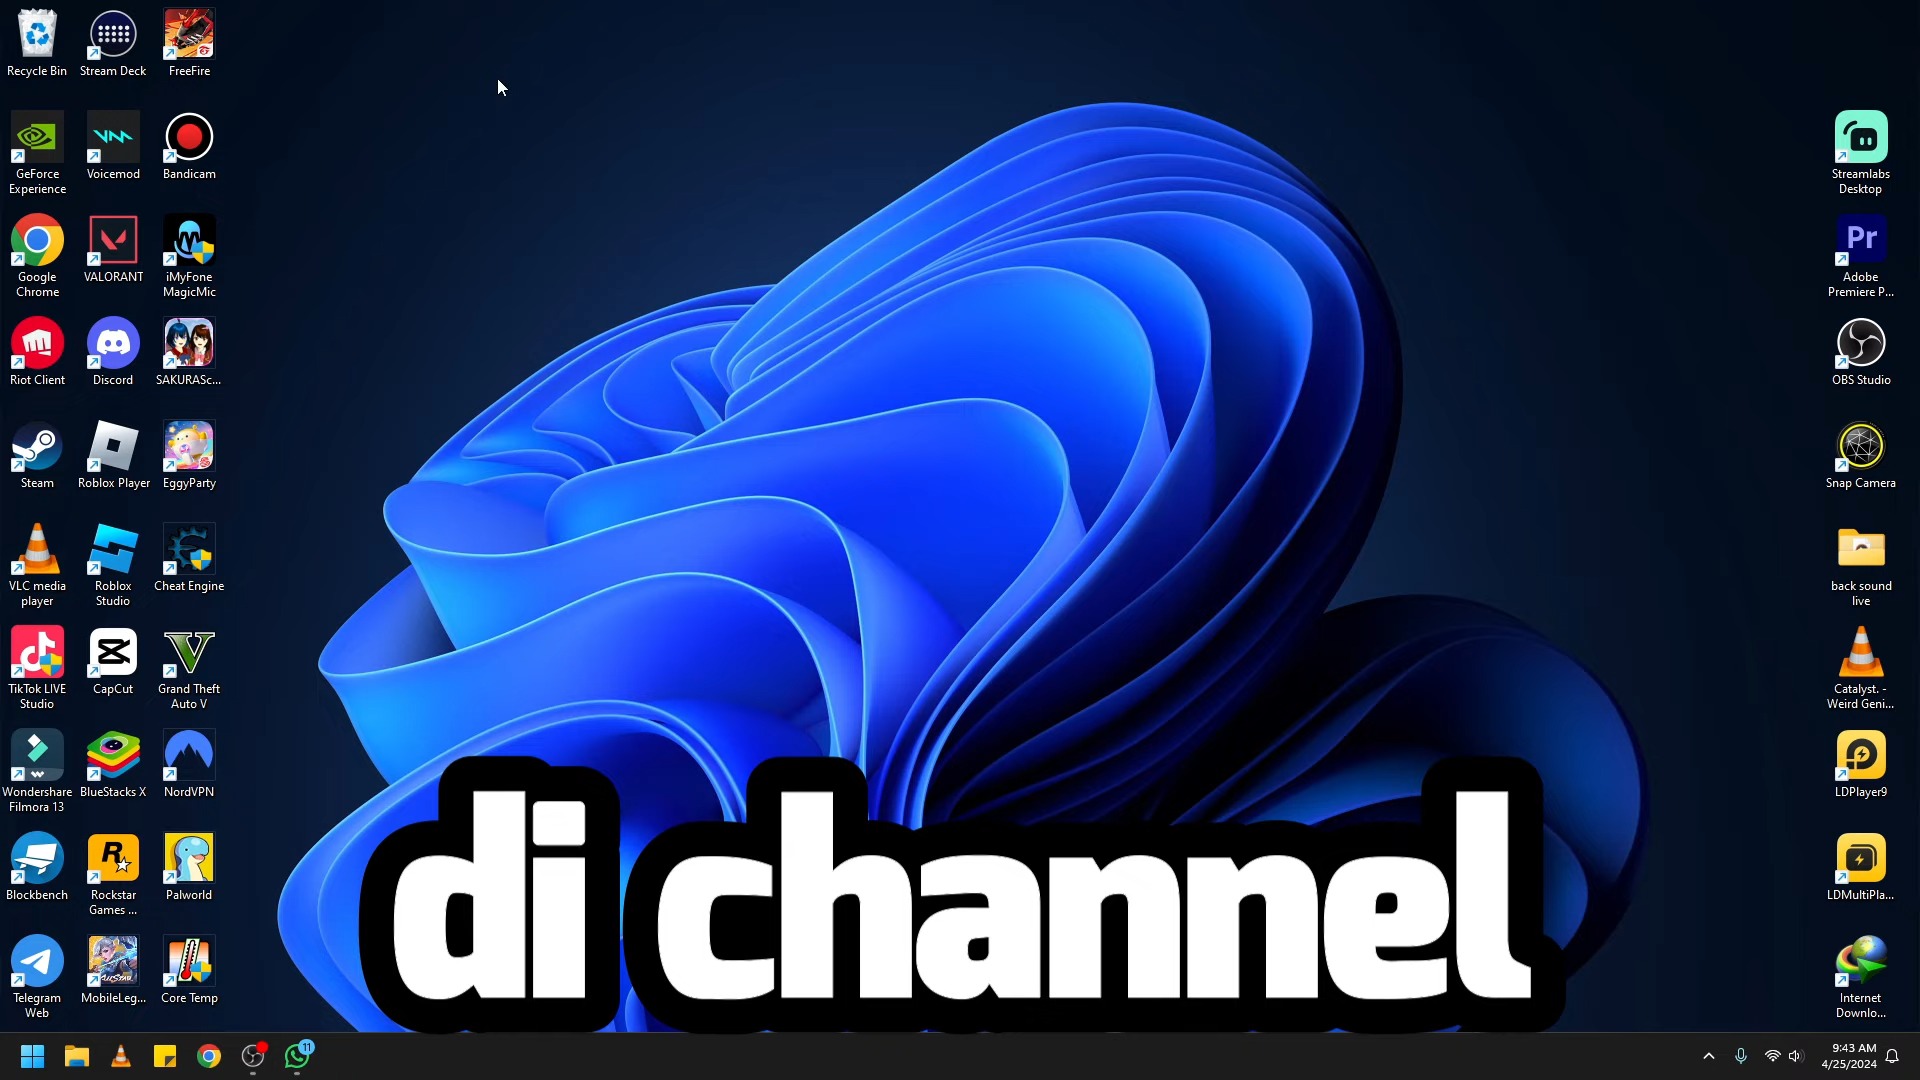 Recycle Bin
Stream Deck
FreeFire
GeForce
Experience
Voicemod
Bandicam
Google
Chrome
VALORANT
iMyFone
MagicMic
Riot Client
Discord
SAKURASc...
Steam
Roblox Player
EggyParty
VLC media
player
Roblox
Studio
Cheat Engine
TikTok LIVE
Studio
CapCut
Grand Theft
Auto V
Wondershare
Filmora 13
BlueStacks X
NordVPN
Blockbench
Rockstar
Games ...
Palworld
Telegram
Web
MobileLeg...
Core Temp
Streamlabs
Desktop
Pr
Adobe
Premiere P...
OBS Studio
Snap Camera
back sound
live
Catalyst. -
Weird Geni...
LDPlayer9
LDMultiPla...
Internet
Downlo...
di channel
11
9:43 AM
4/25/2024